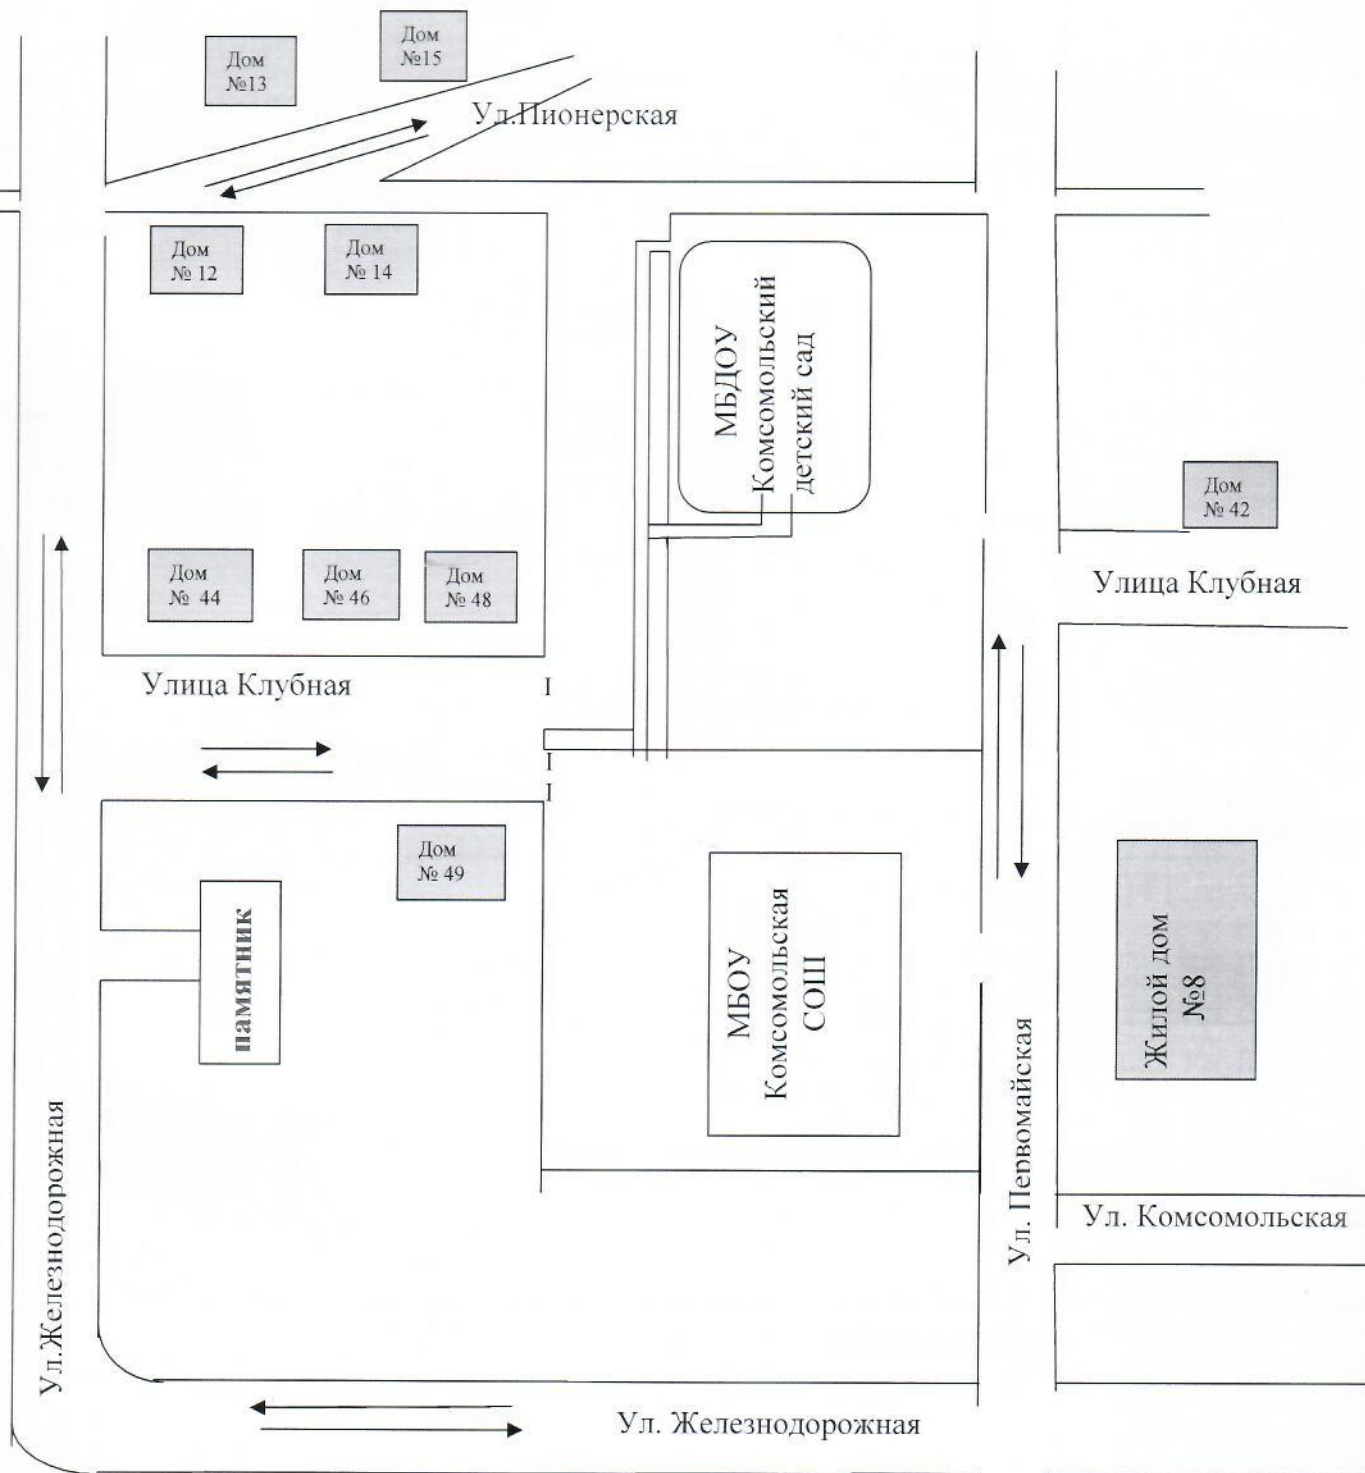 Дом
№13
Дом
№15
Ул.Пионерская
Дом
№ 12
Дом
№ 14
МБДОУ
Комсомольский
детский сад
Дом
№ 42
Дом
№ 44
Дом
№ 46
Дом
№ 48
Улица Клубная
Улица Клубная
I
I
I
Дом
№ 49
памятник
МБОУ
Комсомольская
СОШ
Жилой дом
№8
Ул.Железнодорожная
Ул. Первомайская
Ул. Комсомольская
Ул. Железнодорожная